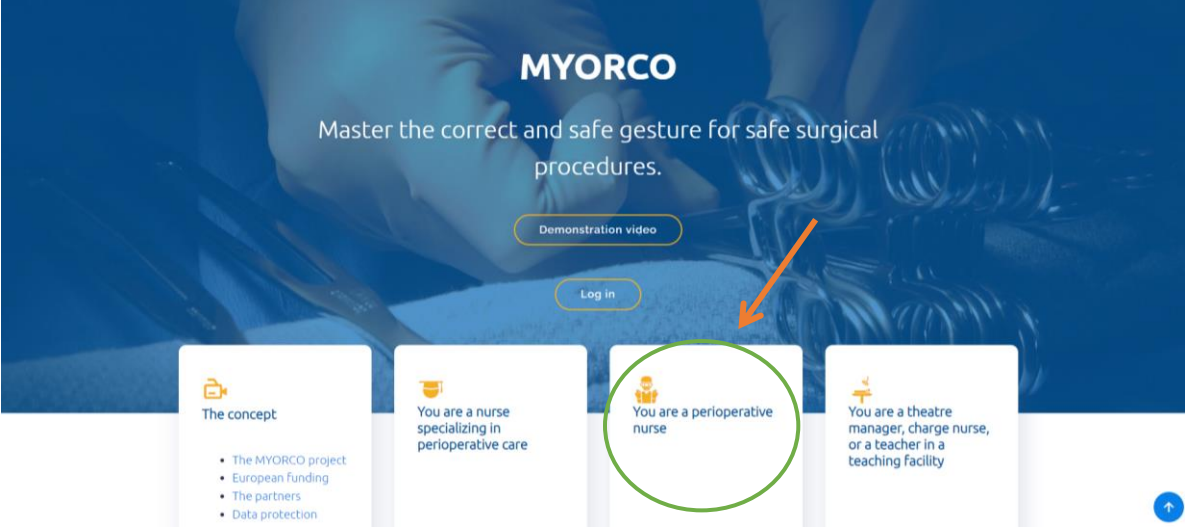 MYORCO
Master the correct and safe gesture for safe surgical
procedures.
Demonstration video
Log in
The concept
The MYORCO project
European funding
The partners
Data protection
You are a nurse
specializing in
perioperative care
You are a perioperative
nurse
You are a theatre
manager, charge nurse,
or a teacher in a
teaching facility